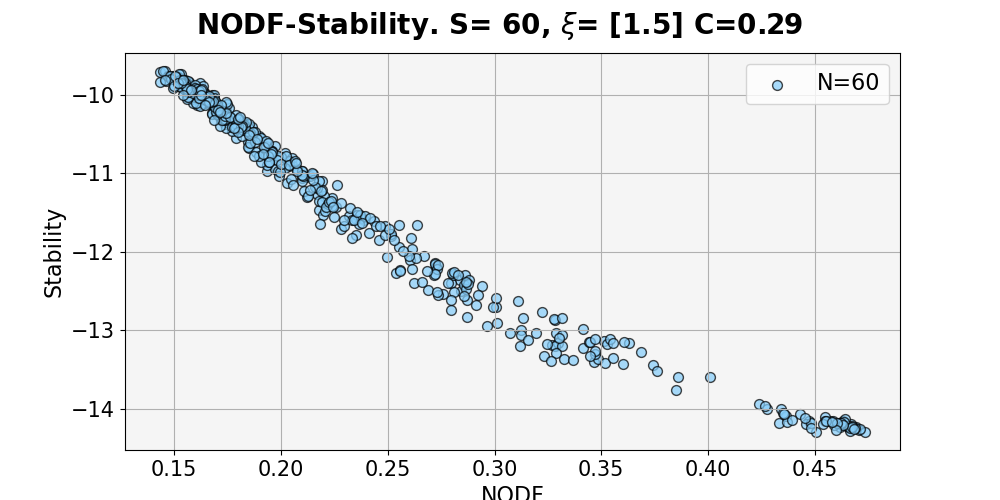 NODF-Stability. S= 60, ξ= [1.5] C=0.29
N=60
Stability
−10
−11
−12
−13
−14
0.15 0.20 0.25 0.30 0.35 0.40 0.45
NODF